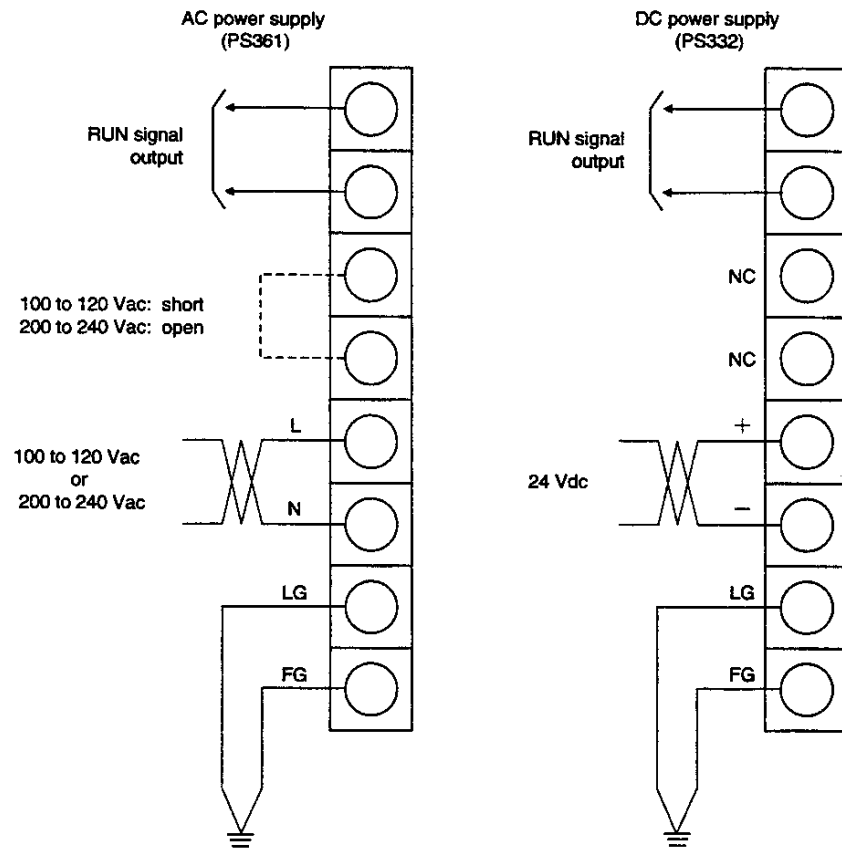 AC power supply
(PS361)
RUN signal
output
100 to 120 Vac: short
200 to 240 Vac: open
L
100 to 120 Vac
or
200 to 240 Vac
N
LG
FG
DC power supply
(PS332)
RUN signal
output
NC
NC
+
24 Vdc
−
LG
FG